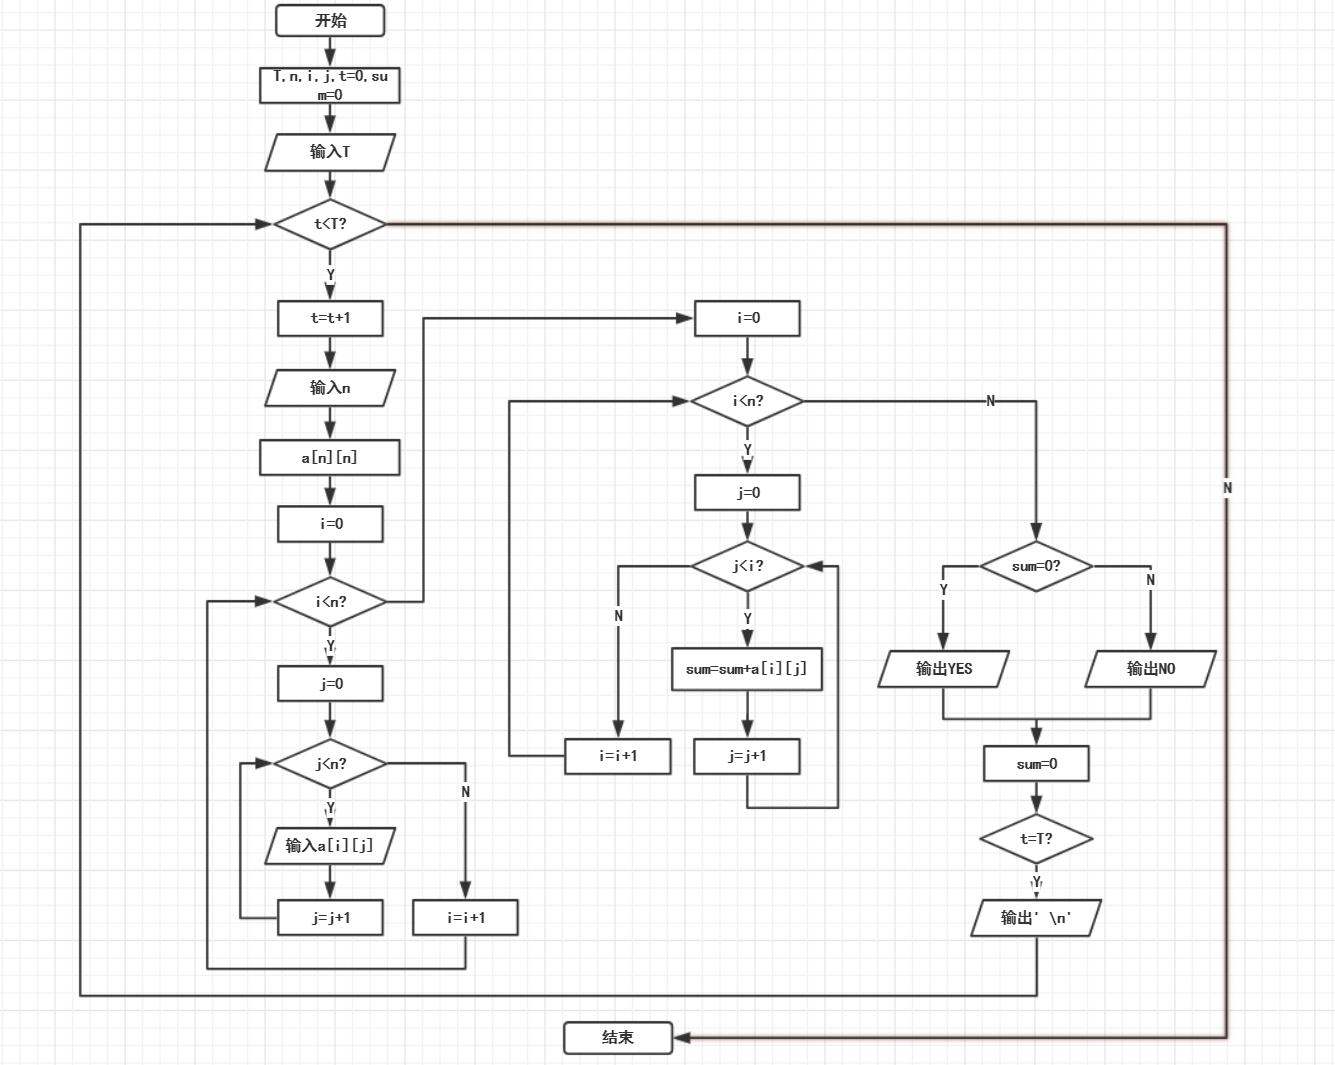 开始
T,n,i,j,t=0,su
m=0
输入T
t<T?
Y
t=t+1
输入n
a[n][n]
i=0
i<n?
Y
j=0
j<n?
Y
N
输入a[i][j]
j=j+1
i=i+1
i=0
i<n?
N
Y
j=0
j<i?
N
Y
sum=sum+a[i][j]
i=i+1
j=j+1
sum=0?
Y
N
输出YES
输出NO
sum=0
t=T?
Y
输出' \n'
N
结束